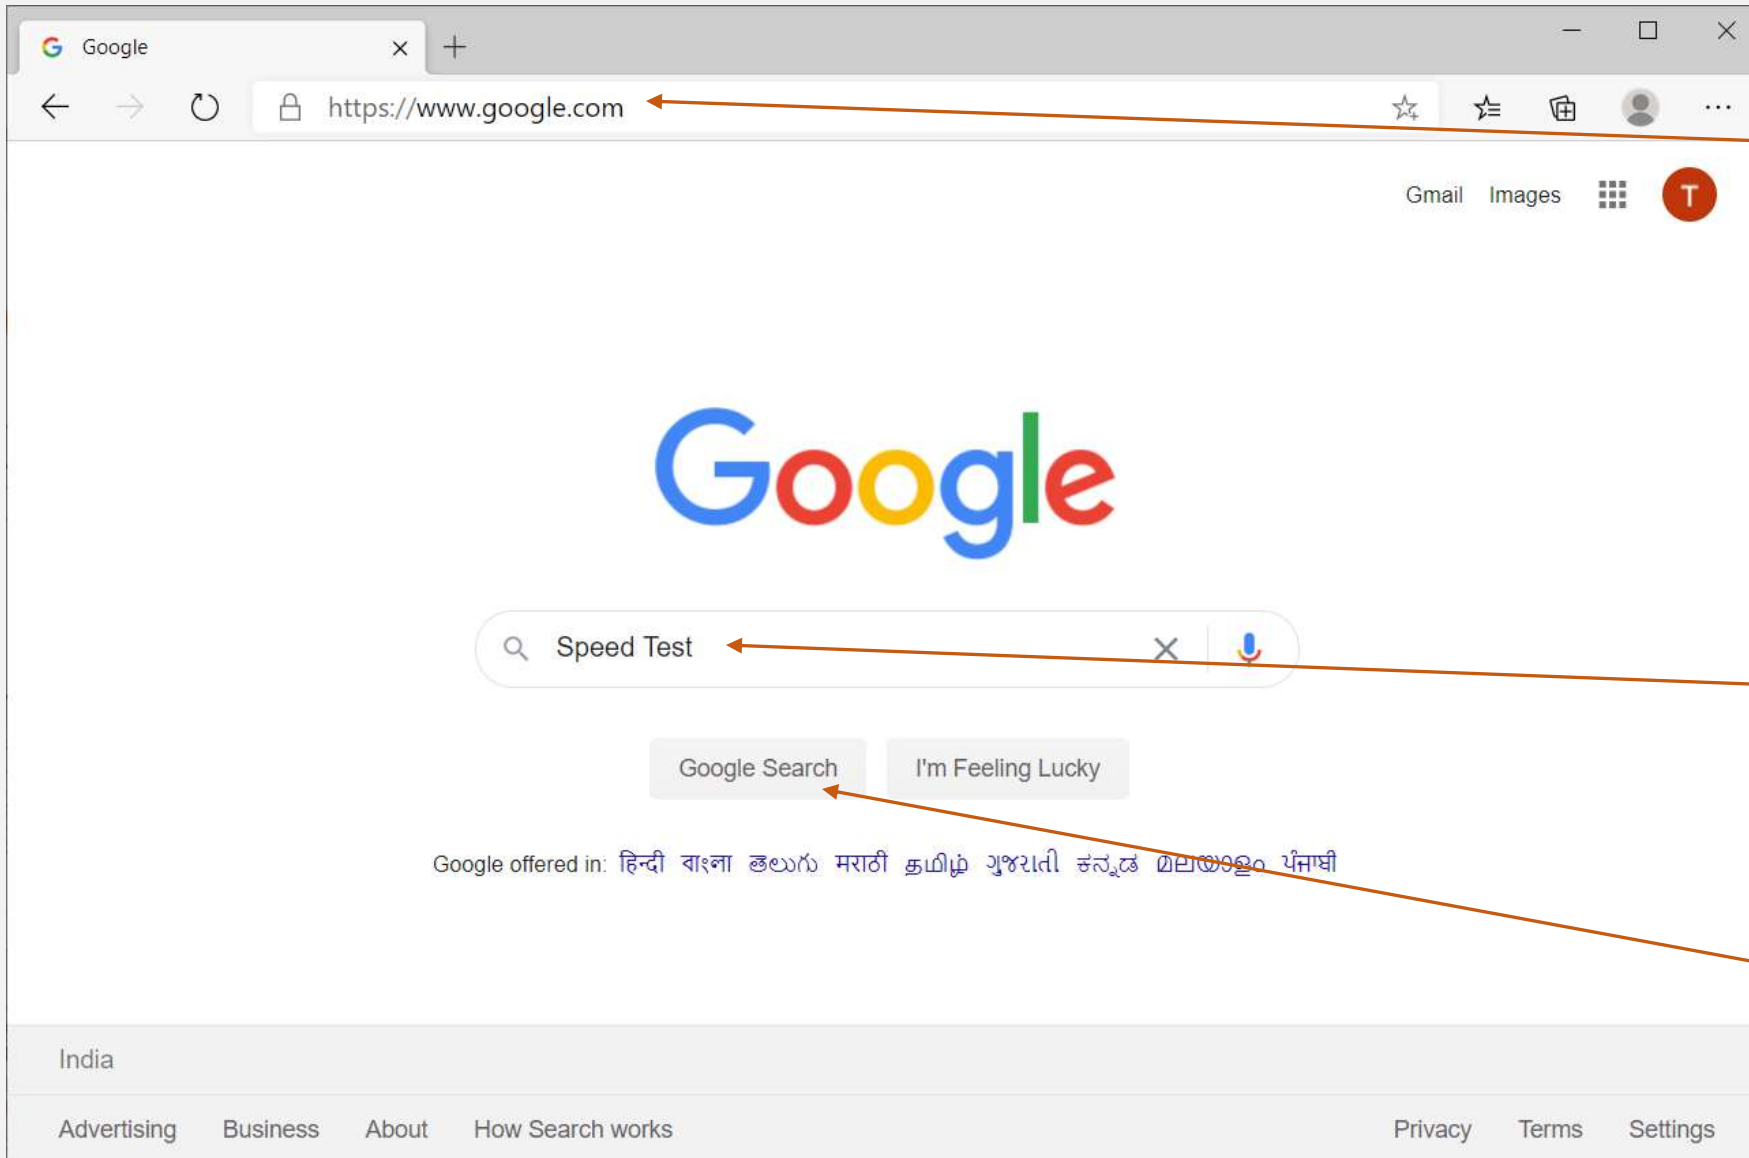 Google
https://www.google.com
Gmail Images
T
Google
Speed Test
Google Search I'm Feeling Lucky
Google offered in: हिन्दी বাংলা తెలుగు मराठी தமிழ் ગુજરાતી ಕನ್ನಡ മലയാളം ਪੰਜਾਬੀ
India
Advertising Business About How Search works Privacy Terms Settings